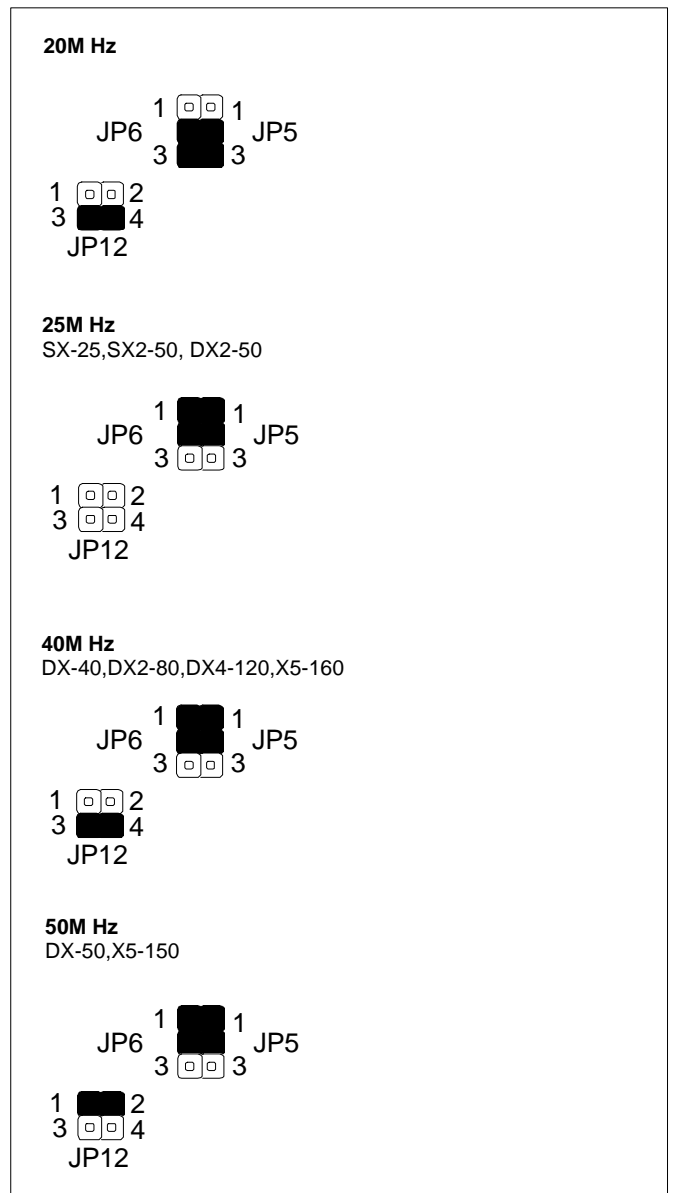 20M Hz
1 1
JP6 JP5
3 3
1 2
3 4
JP12
25M Hz
SX-25,SX2-50, DX2-50
1 1
JP6 JP5
3 3
1 2
3 4
JP12
40M Hz
DX-40,DX2-80,DX4-120,X5-160
1 1
JP6 JP5
3 3
1 2
3 4
JP12
50M Hz
DX-50,X5-150
1 1
JP6 JP5
3 3
1 2
3 4
JP12